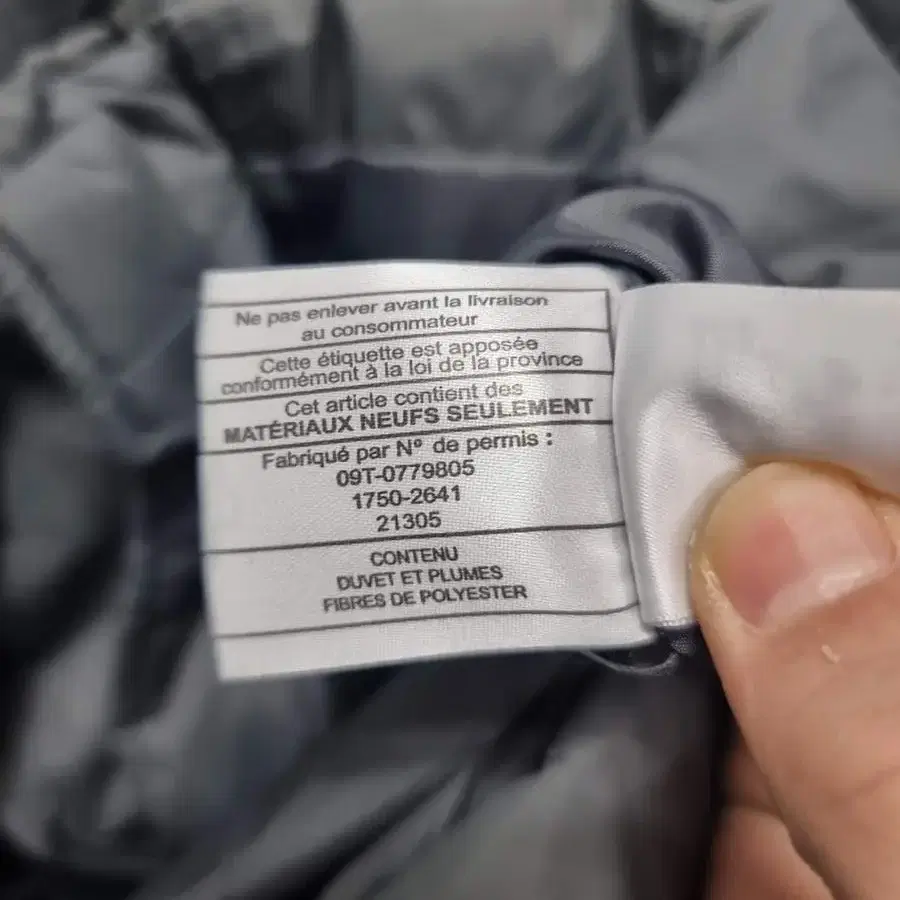 Ne pas enlever avant la livraison
au consommateur
Cette étiquette est apposée
conformément à la loi de la province
Cet article contient des
MATÉRIAUX NEUFS SEULEMENT
Fabriqué par Nº de permis :
09T-0779805
1750-2641
21305
CONTENU
DUVET ET PLUMES
FIBRES DE POLYESTER